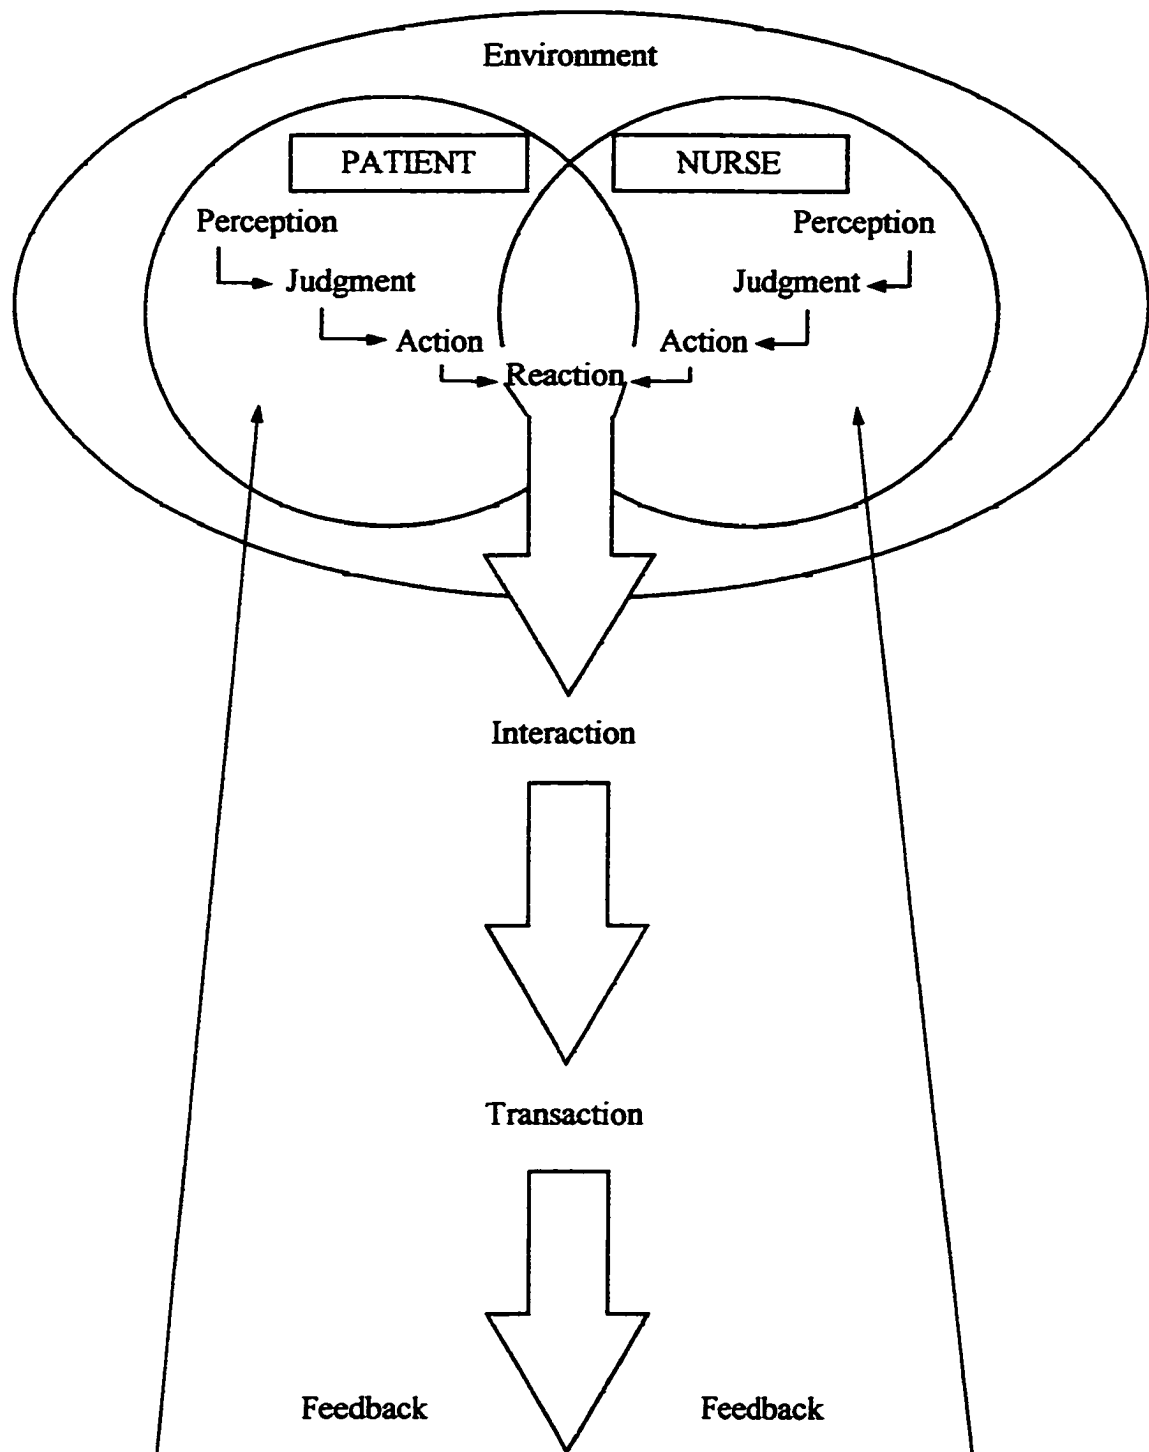 Environment
PATIENT NURSE
Perception Perception
Judgment Judgment
Action Action
Reaction
Interaction
Transaction
Feedback Feedback